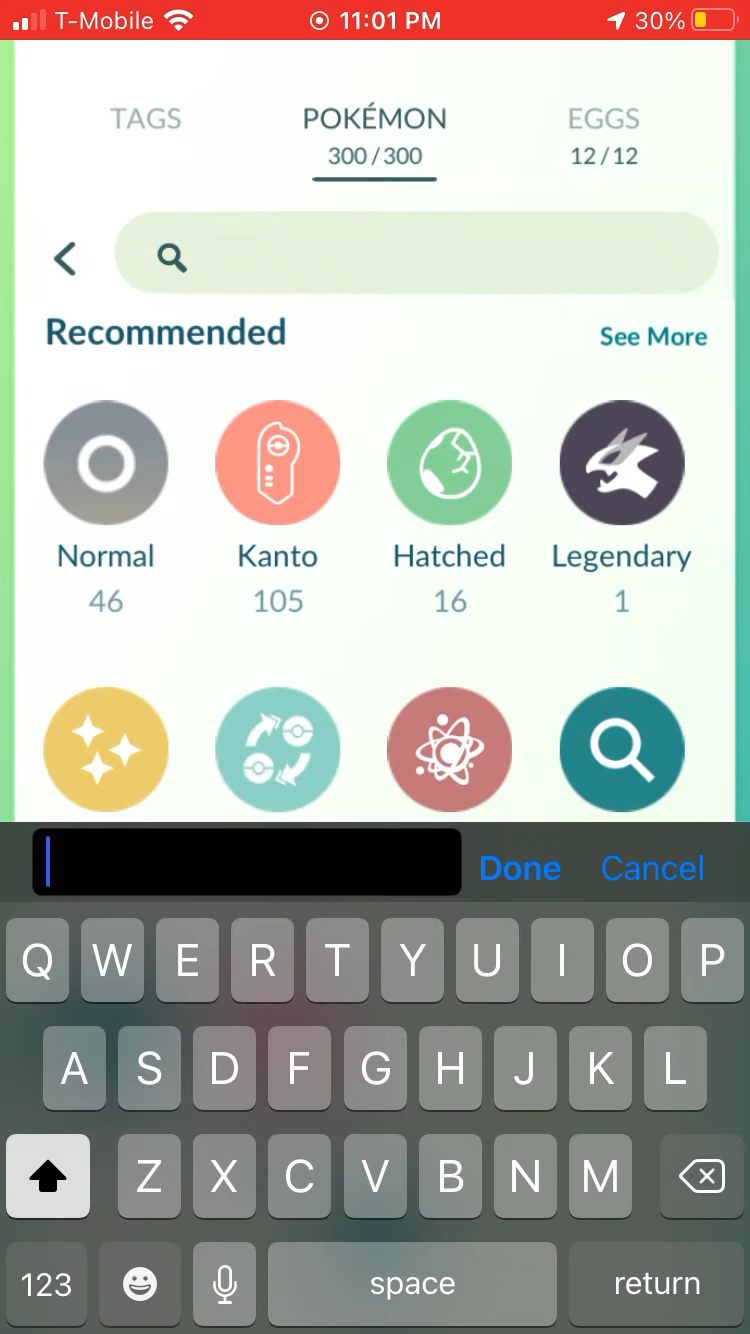 T-Mobile 11:01 PM 30%
TAGS POKÉMON EGGS
300/300 12/12
Recommended See More
Normal Kanto Hatched Legendary
46 105 16 1
Done Cancel
Q W E R T Y U I O P
A S D F G H J K L
Z X C V B N M
123 space return